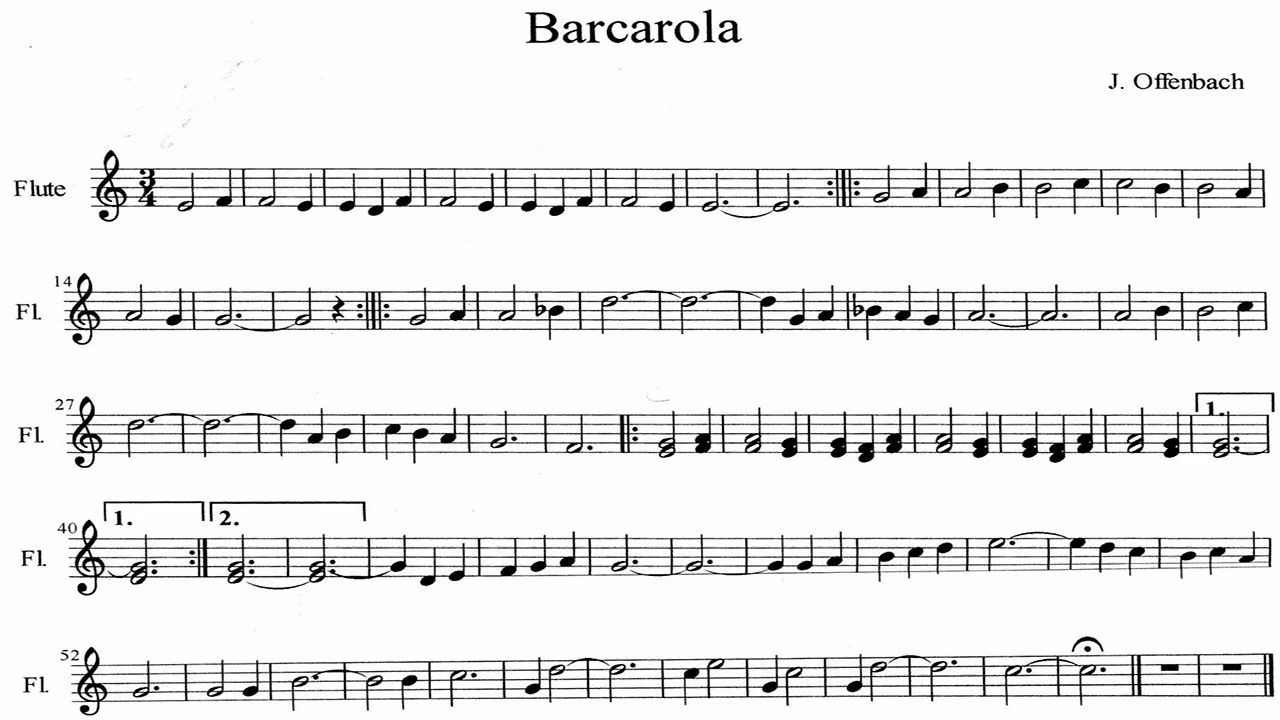 Barcarola
J. Offenbach
Flute
3
4
14
Fl.
27
Fl.
1.
40
Fl.
1.
2.
52
Fl.